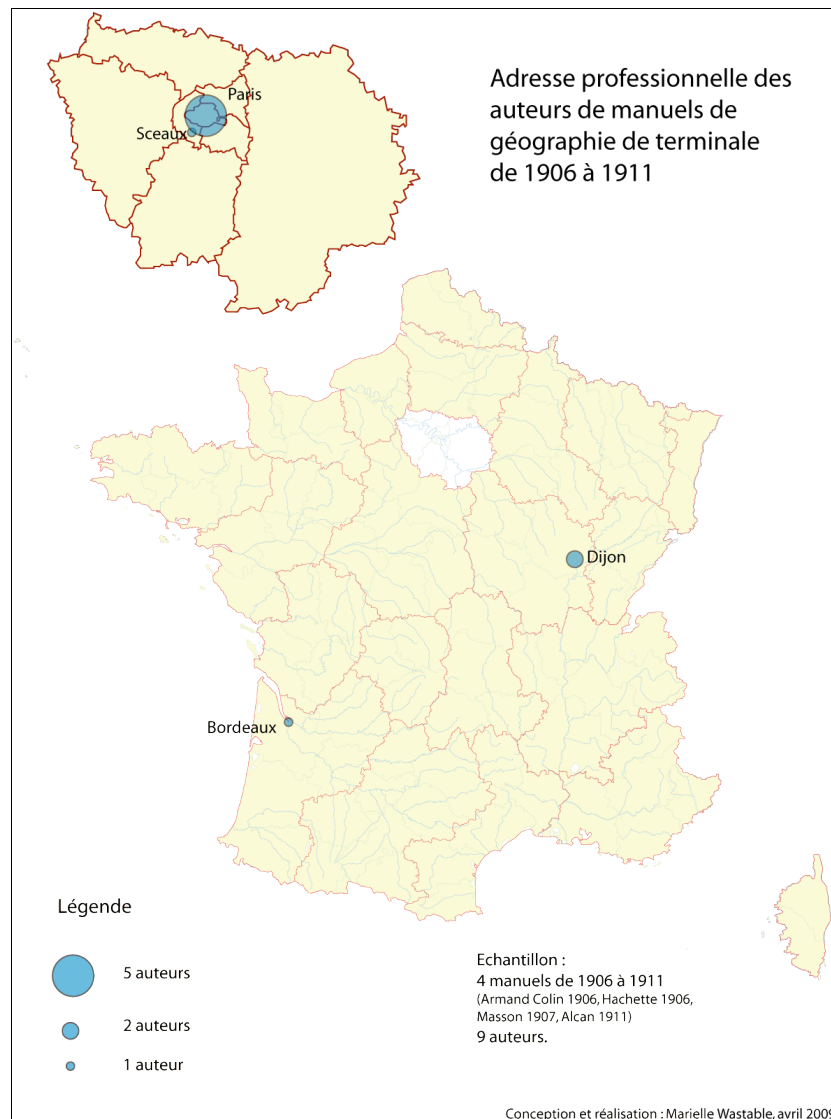 Adresse professionnelle des
auteurs de manuels de
géographie de terminale
de 1906 à 1911
Paris
Sceaux
Dijon
Bordeaux
Légende
5 auteurs
2 auteurs
1 auteur
Echantillon :
4 manuels de 1906 à 1911
(Armand Colin 1906, Hachette 1906,
Masson 1907, Alcan 1911)
9 auteurs.
Conception et réalisation : Marielle Wastable, avril 2009